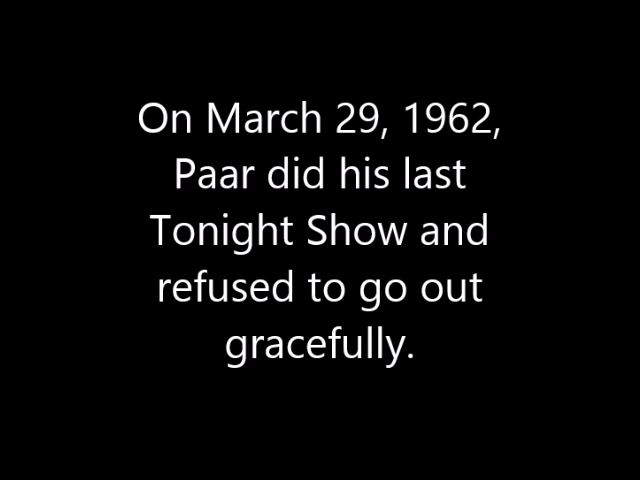 On March 29, 1962,
Paar did his last
Tonight Show and
refused to go out
gracefully.